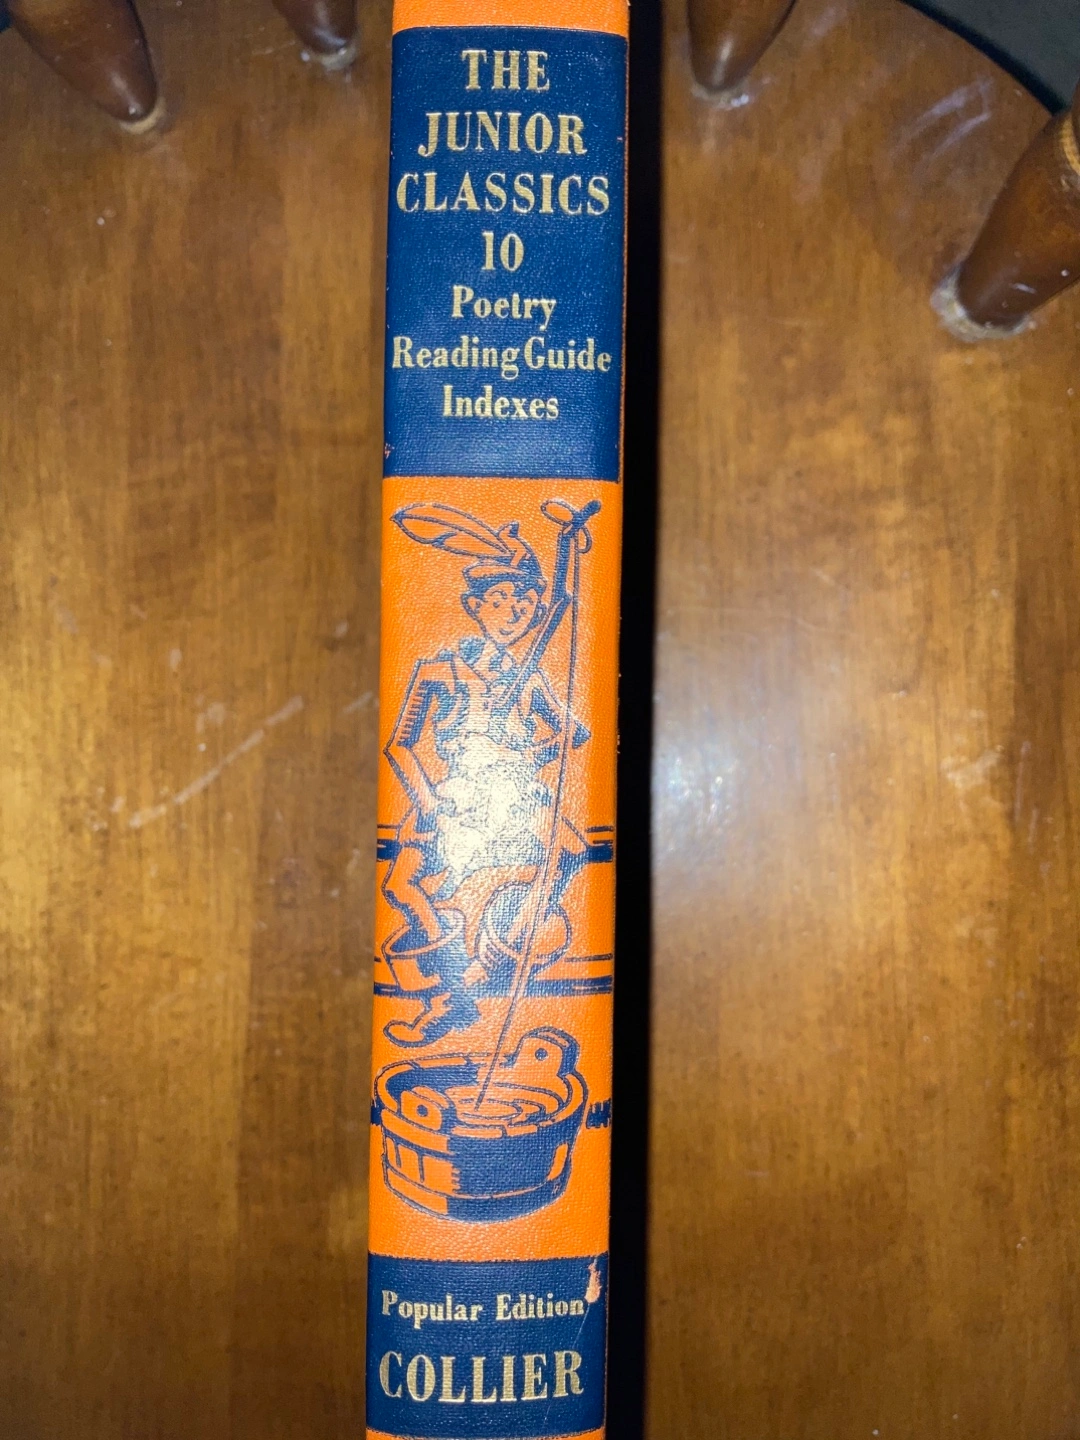 THE
JUNIOR
CLASSICS
10
Poetry
Reading Guide
Indexes
Popular Edition
COLLIER